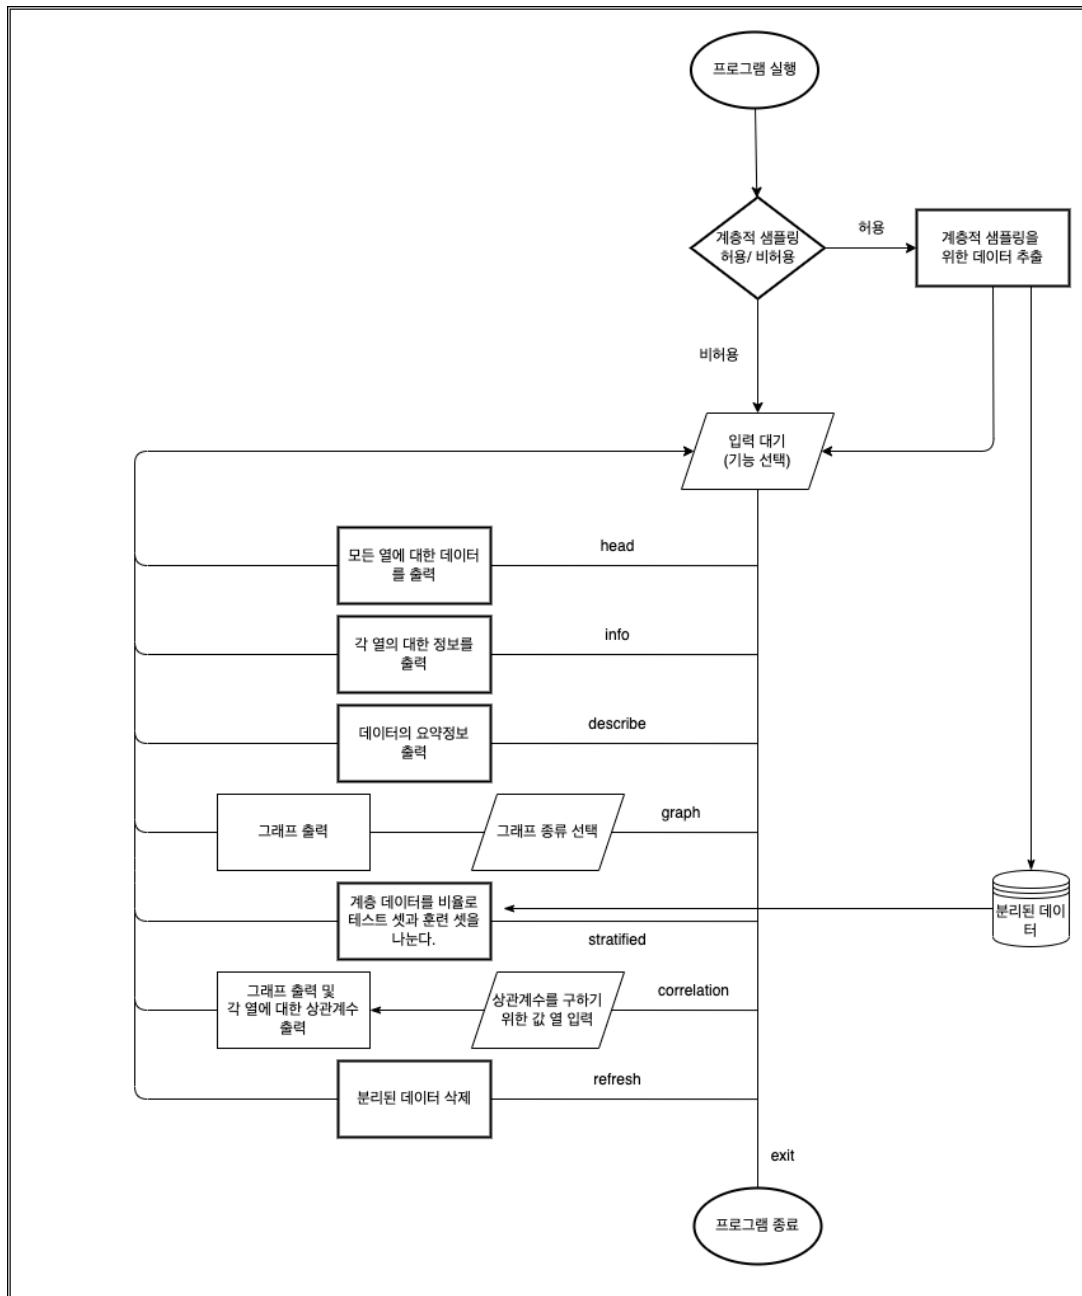 프로그램 실행
계층적 샘플링
허용/ 비허용
허용
계층적 샘플링을
위한 데이터 추출
비허용
입력 대기
(기능 선택)
모든 열에 대한 데이터
를 출력
head
각 열의 대한 정보를
출력
info
데이터의 요약정보
출력
describe
그래프 출력
그래프 종류 선택
graph
계층 데이터를 비율로
테스트 셋과 훈련 셋을
나눈다.
stratified
분리된 데이
터
그래프 출력 및
각 열에 대한 상관계수
출력
상관계수를 구하기
위한 값 열 입력
correlation
분리된 데이터 삭제
refresh
exit
프로그램 종료